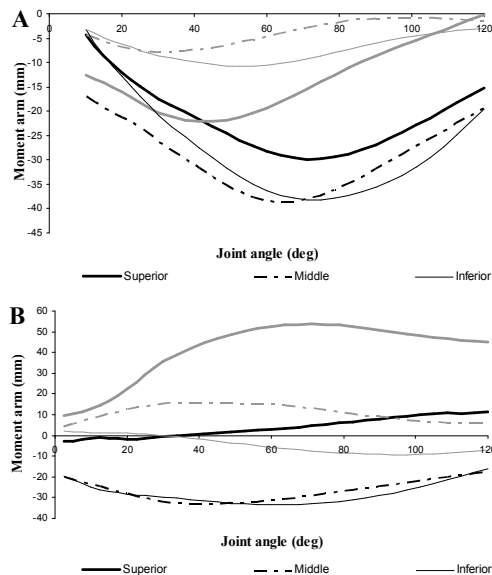 A
Moment arm (mm)
0
-5
-10
-15
-20
-25
-30
-35
-40
-45
0 20 40 60 80 100 120
Joint angle (deg)
Superior Middle Inferior
B
Moment arm (mm)
60
50
40
30
20
10
0
-10
-20
-30
-40
0 20 40 60 80 100 120
Joint angle (deg)
Superior Middle Inferior